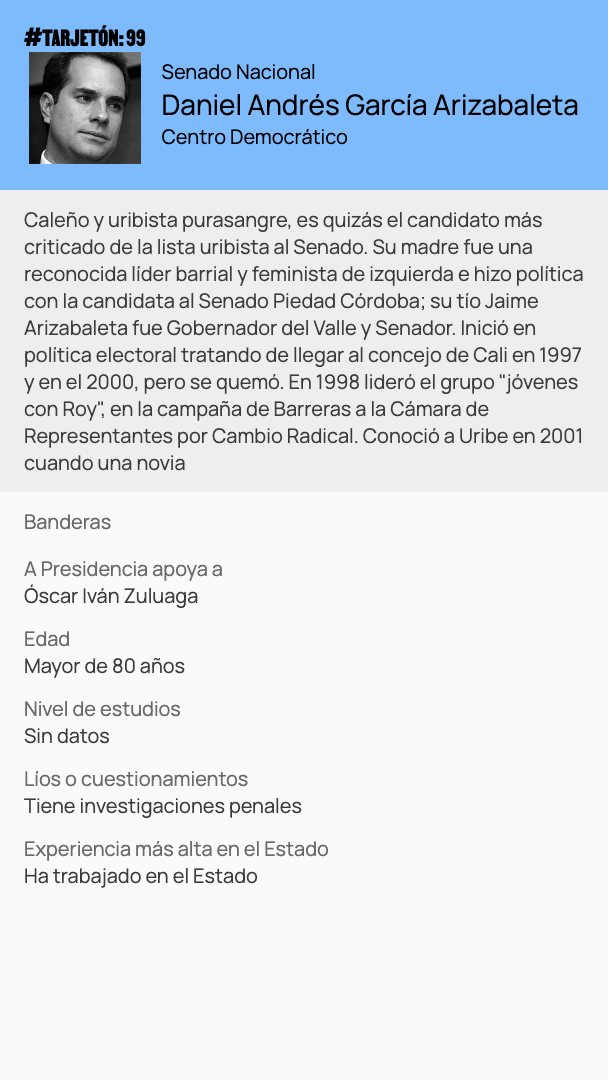 #TARJETÓN: 99
Senado Nacional
Daniel Andrés García Arizabaleta
Centro Democrático
Caleño y uribista purasangre, es quizás el candidato más
criticado de la lista uribista al Senado. Su madre fue una
reconocida líder barrial y feminista de izquierda e hizo política
con la candidata al Senado Piedad Córdoba; su tío Jaime
Arizabaleta fue Gobernador del Valle y Senador. Inició en
política electoral tratando de llegar al concejo de Cali en 1997
y en el 2000, pero se quemó. En 1998 lideró el grupo "jóvenes
con Roy", en la campaña de Barreras a la Cámara de
Representantes por Cambio Radical. Conoció a Uribe en 2001
cuando una novia
Banderas
A Presidencia apoya a
Óscar Iván Zuluaga
Edad
Mayor de 80 años
Nivel de estudios
Sin datos
Líos o cuestionamientos
Tiene investigaciones penales
Experiencia más alta en el Estado
Ha trabajado en el Estado